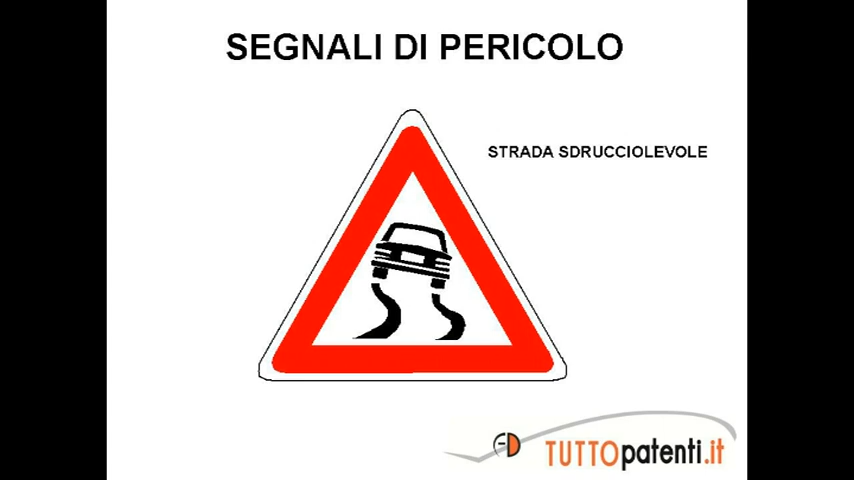 SEGNALI DI PERICOLO
STRADA SDRUCCIOLEVOLE
TUTTOpatenti.it